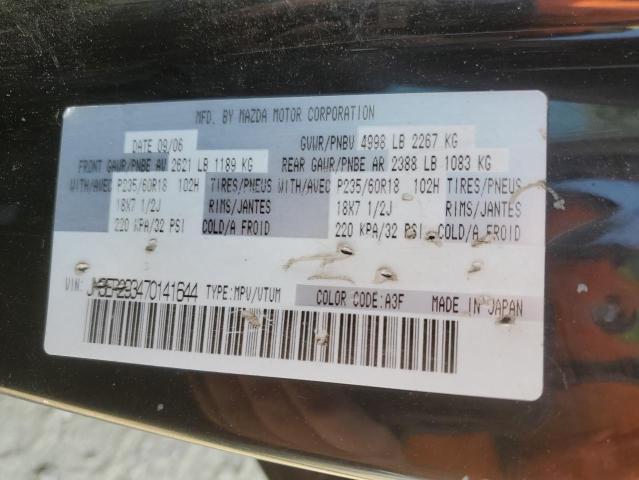 MFD. BY MAZDA MOTOR CORPORATION
DATE 09/06 GVWR/PNBV 4998 LB 2267 KG
FRONT GAWR/PNBE AV 2621 LB 1189 KG REAR GAWR/PNBE AR 2388 LB 1083 KG
WITH/AVEC P235/60R18 102H TIRES/PNEUS WITH/AVEC P235/60R18 102H TIRES/PNEUS
18X7 1/2J RIMS/JANTES 18X7 1/2J RIMS/JANTES
220 KPA/32 PSI COLD/A FROID 220 KPA/32 PSI COLD/A FROID
VIN: TYPE:MPV/VTUM COLOR CODE:A3F MADE IN JAPAN